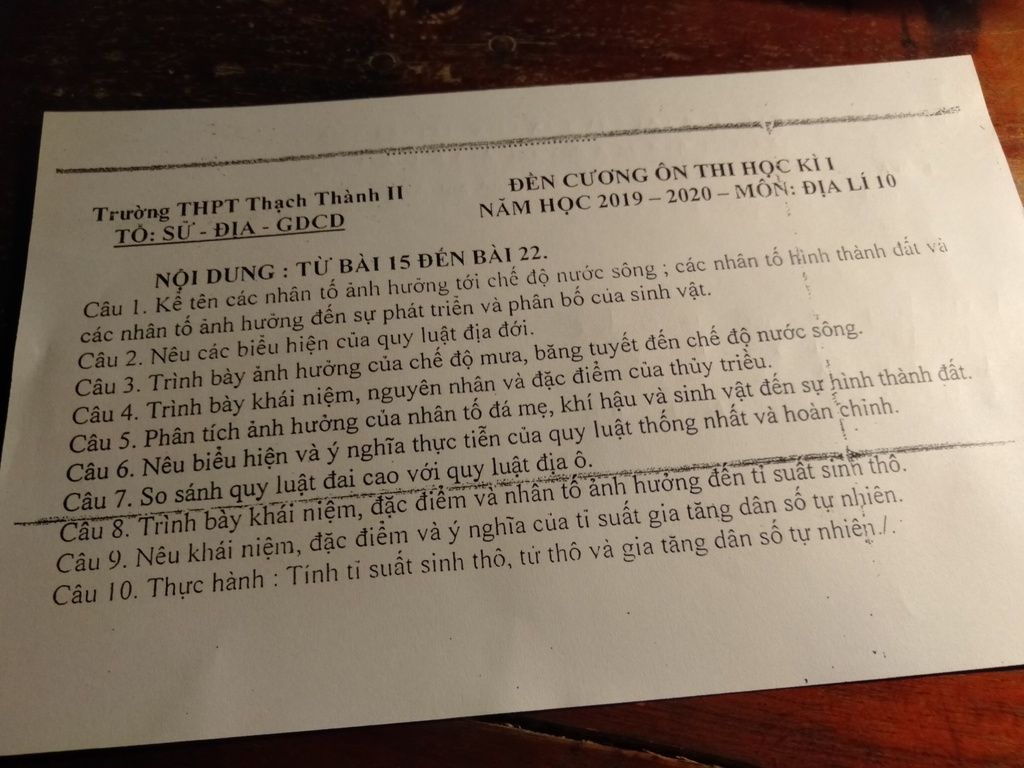 Trường THPT Thạch Thành II
TỔ: SỬ - ĐỊA - GDCD
ĐỀN CƯƠNG ÔN THI HỌC KÌ I
NĂM HỌC 2019 – 2020 – MÔN: ĐỊA LÍ 10
NỘI DUNG : TỪ BÀI 15 ĐẾN BÀI 22.
Câu 1. Kể tên các nhân tố ảnh hưởng tới chế độ nước sông ; các nhân tố hình thành đất và
các nhân tố ảnh hưởng đến sự phát triển và phân bố của sinh vật.
Câu 2. Nêu các biểu hiện của quy luật địa đới.
Câu 3. Trình bày ảnh hưởng của chế độ mưa, băng tuyết đến chế độ nước sông.
Câu 4. Trình bày khái niệm, nguyên nhân và đặc điểm của thủy triều.
Câu 5. Phân tích ảnh hưởng của nhân tố đá mẹ, khí hậu và sinh vật đến sự hình thành đất.
Câu 6. Nêu biểu hiện và ý nghĩa thực tiễn của quy luật thống nhất và hoàn chỉnh.
Câu 7. So sánh quy luật đai cao với quy luật địa ô.
Câu 8. Trình bày khái niệm, đặc điểm và nhân tố ảnh hưởng đến tỉ suất sinh thô.
Câu 9. Nêu khái niệm, đặc điểm và ý nghĩa của tỉ suất gia tăng dân số tự nhiên.
Câu 10. Thực hành : Tính tỉ suất sinh thô, tử thô và gia tăng dân số tự nhiên./.